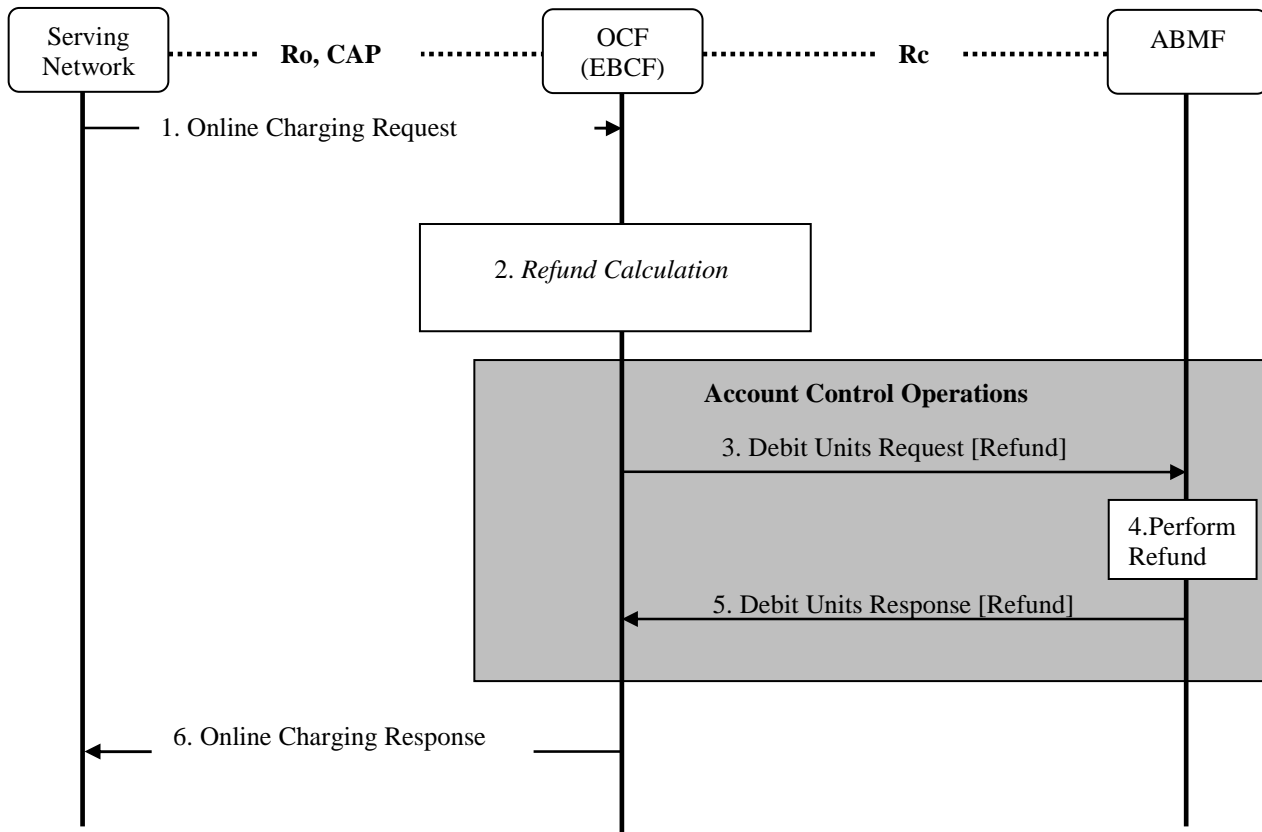 Serving
Network
Ro, CAP
OCF
(EBCF)
Rc
ABMF
1. Online Charging Request
2. Refund Calculation
Account Control Operations
3. Debit Units Request [Refund]
4.Perform
Refund
5. Debit Units Response [Refund]
6. Online Charging Response